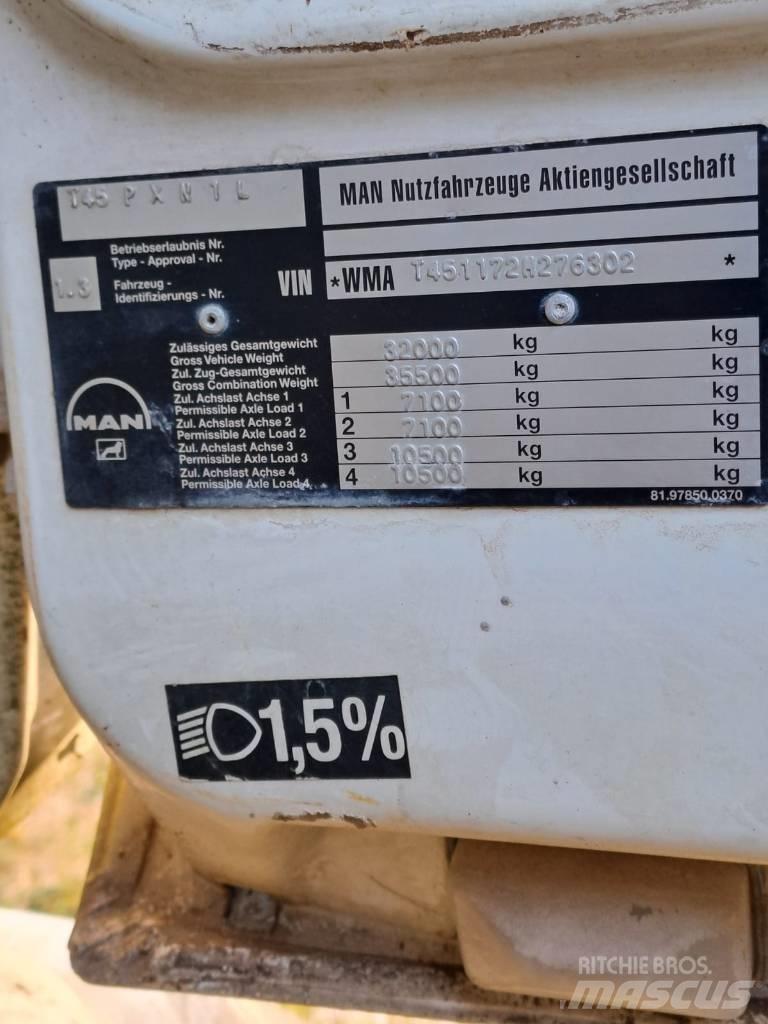 T45 P X N 1 L
MAN Nutzfahrzeuge Aktiengesellschaft
Betriebserlaubnis Nr.
Type - Approval - Nr.
1.3
Fahrzeug -
Identifizierungs - Nr.
VIN
*WMA T451172H276302 *
Zulässiges Gesamtgewicht
Gross Vehicle Weight
32000 kg kg
Zul. Zug-Gesamtgewicht
Gross Combination Weight
35500 kg kg
Zul. Achslast Achse 1
Permissible Axle Load 1
1 7100 kg kg
Zul. Achslast Achse 2
Permissible Axle Load 2
2 7100 kg kg
Zul. Achslast Achse 3
Permissible Axle Load 3
3 10500 kg kg
Zul. Achslast Achse 4
Permissible Axle Load 4
4 10500 kg kg
MAN
81.97850.0370
1,5%
RITCHIE BROS.
MASCUS